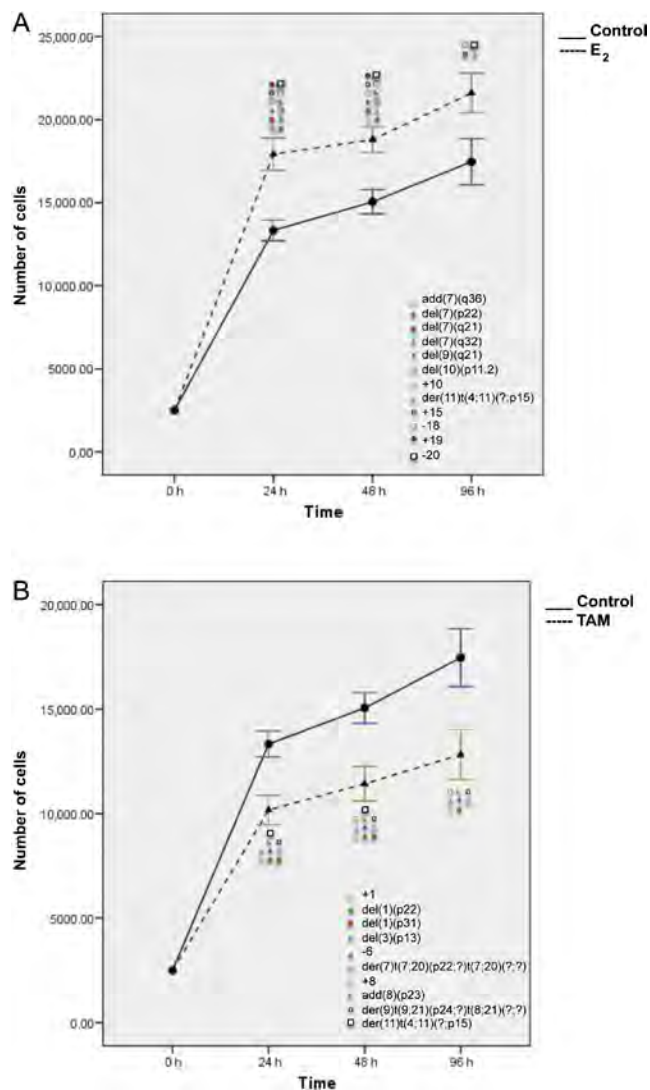 A
Control
E2
Number of cells
25,000.00
20,000.00
15,000.00
10,000.00
5000.00
0,00
add(7)(q36)
del(7)(p22)
del(7)(q21)
del(7)(q32)
del(9)(q21)
del(10)(p11.2)
+10
der(11)t(4;11)(?;p15)
+15
-18
+19
-20
0 h 24 h 48 h 96 h
Time
B
Control
TAM
Number of cells
20,000.00
15,000.00
10,000.00
5000.00
0.00
+1
del(1)(p22)
del(1)(p31)
del(3)(p13)
-6
der(7)t(7;20)(p22;?)t(7;20)(?;?)
+8
add(8)(p23)
der(9)t(9;21)(p24;?)t(8;21)(?;?)
der(11)t(4;11)(?;p15)
0 h 24 h 48 h 96 h
Time